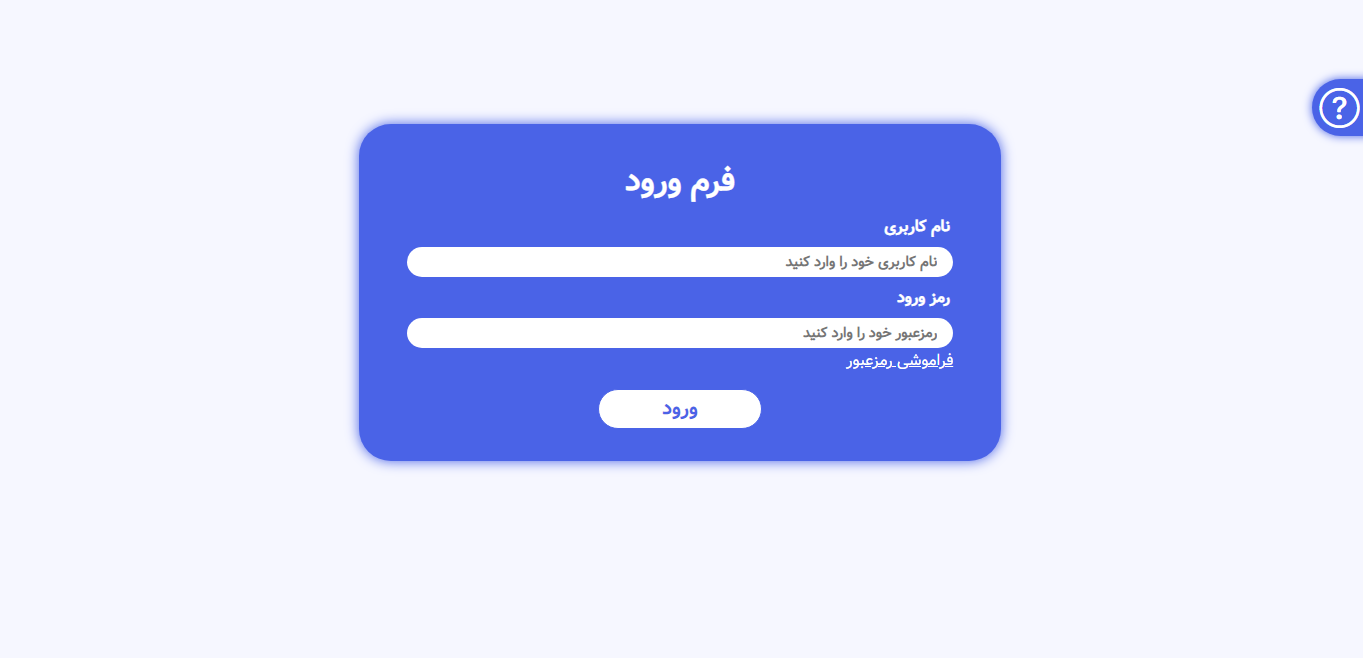 ?
فرم ورود
نام کاربری
نام کاربری خود را وارد کنید
رمز ورود
رمزعبور خود را وارد کنید
فراموشی رمزعبور
ورود